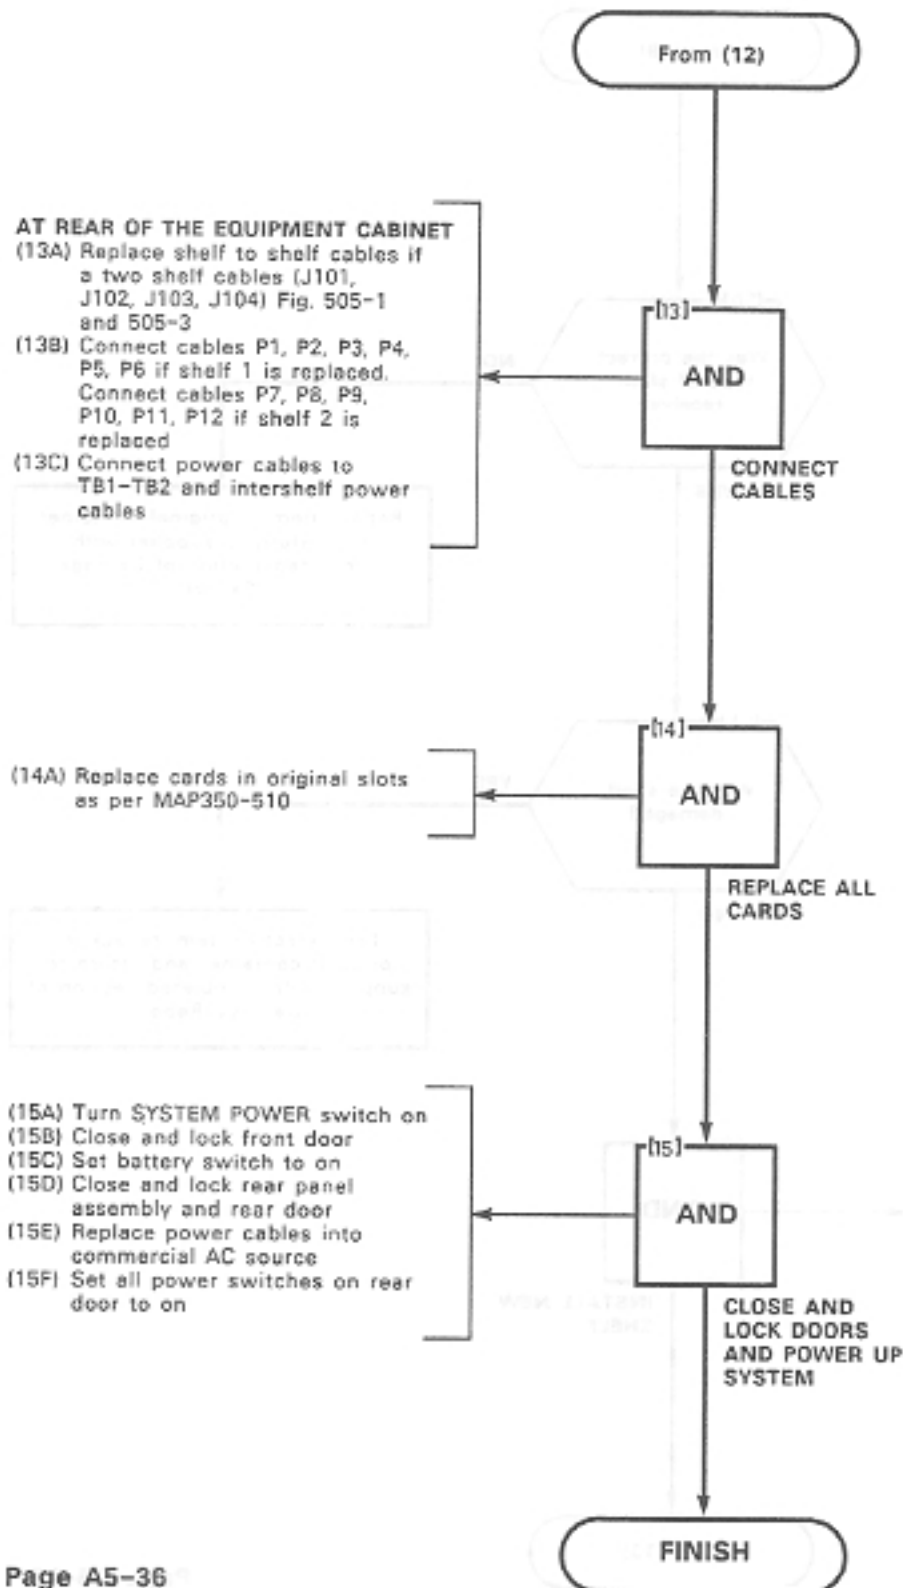 From (12)
AT REAR OF THE EQUIPMENT CABINET
(13A) Replace shelf to shelf cables if
a two shelf cables (J101,
J102, J103, J104) Fig. 505-1
and 505-3
(13B) Connect cables P1, P2, P3, P4,
P5, P6 if shelf 1 is replaced.
Connect cables P7, P8, P9,
P10, P11, P12 if shelf 2 is
replaced
(13C) Connect power cables to
TB1-TB2 and intershelf power
cables
[13]
AND
CONNECT
CABLES
(14A) Replace cards in original slots
as per MAP350-510
[14]
AND
REPLACE ALL
CARDS
(15A) Turn SYSTEM POWER switch on
(15B) Close and lock front door
(15C) Set battery switch to on
(15D) Close and lock rear panel
assembly and rear door
(15E) Replace power cables into
commercial AC source
(15F) Set all power switches on rear
door to on
[15]
AND
CLOSE AND
LOCK DOORS
AND POWER UP
SYSTEM
FINISH
Page A5-36